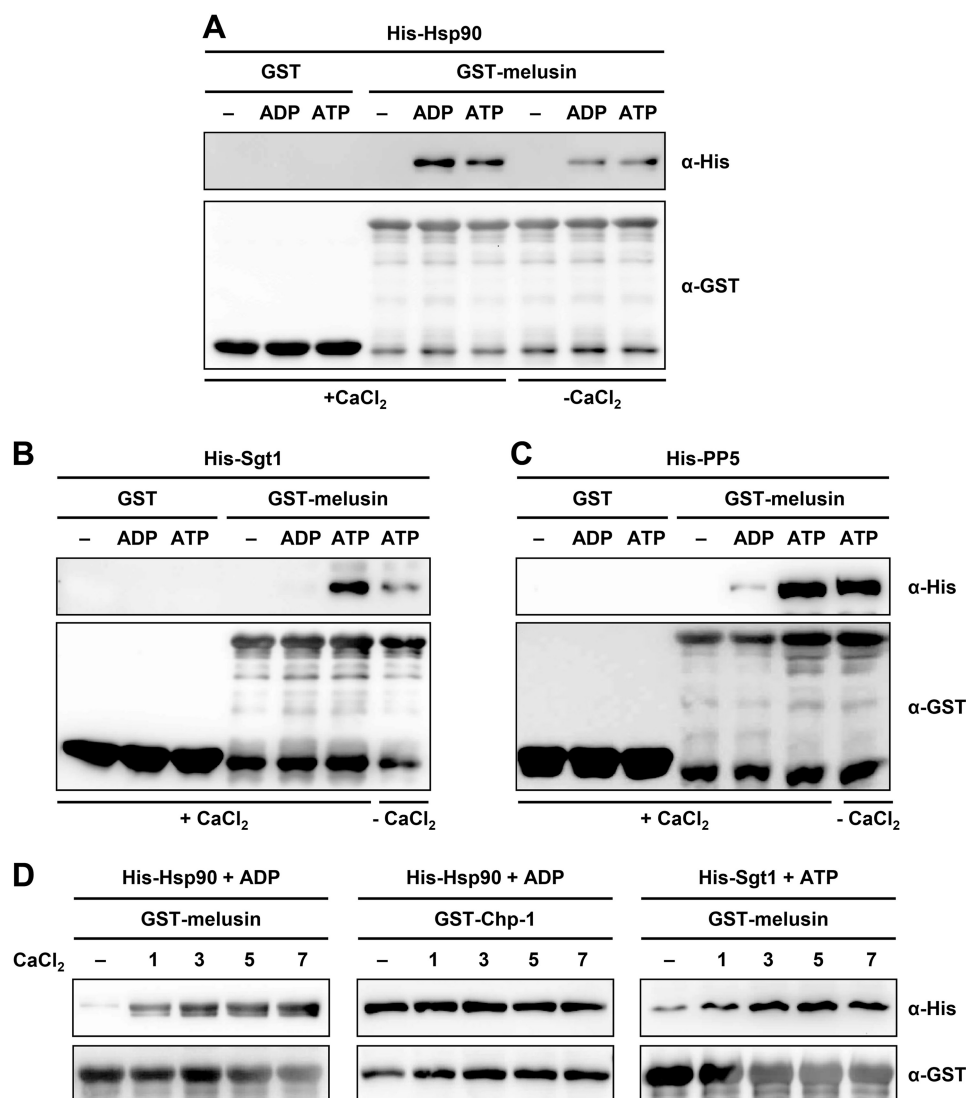 A
His-Hsp90
GST GST-melusin
– ADP ATP – ADP ATP – ADP ATP
α-His
α-GST
+CaCl₂ -CaCl₂
B
His-Sgt1
GST GST-melusin
– ADP ATP – ADP ATP ATP
+ CaCl₂ - CaCl₂
C
His-PP5
GST GST-melusin
– ADP ATP – ADP ATP ATP
α-His
α-GST
+ CaCl₂ - CaCl₂
D
His-Hsp90 + ADP His-Hsp90 + ADP His-Sgt1 + ATP
GST-melusin GST-Chp-1 GST-melusin
CaCl₂ – 1 3 5 7 – 1 3 5 7 – 1 3 5 7
α-His
α-GST